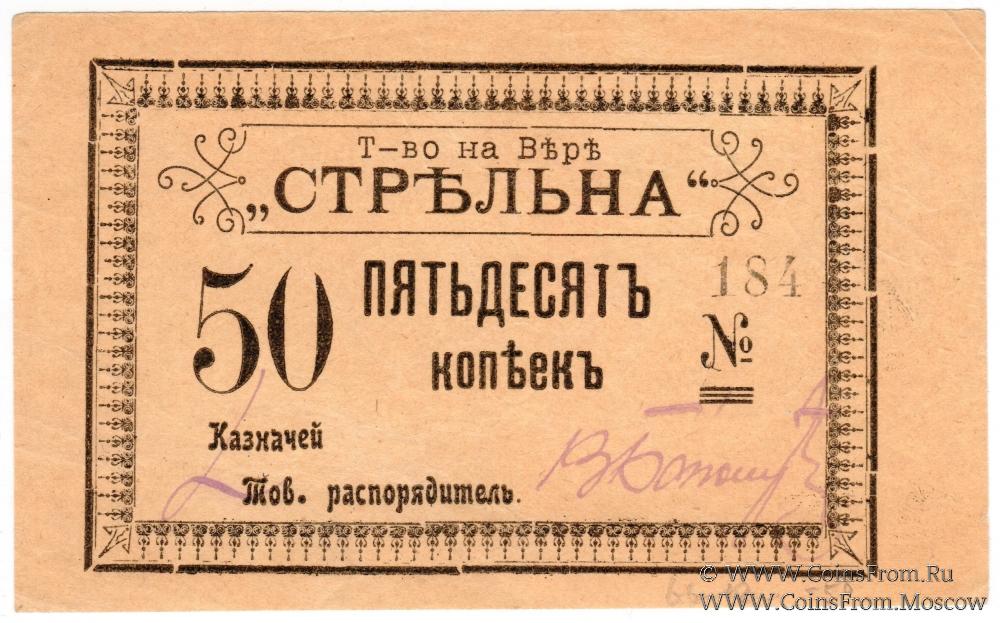 Т-во на Вѣрѣ
„СТРѢЛЬНА“
50 ПЯТЬДЕСЯТЪ
копѣекъ
184
№
Казначей
Тов. распорядитель.
© WWW.CoinsFrom.Ru
WWW.CoinsFrom.Moscow